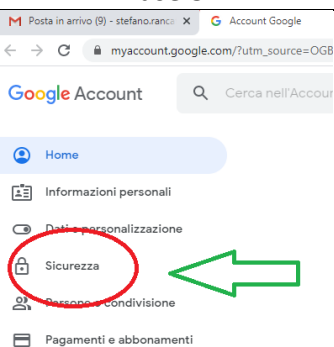 Posta in arrivo (9) - stefano.ranca
Account Google
myaccount.google.com/?utm_source=OGB
Google Account
Cerca nell'Accoun
Home
Informazioni personali
Dati e personalizzazione
Sicurezza
Persone e condivisione
Pagamenti e abbonamenti